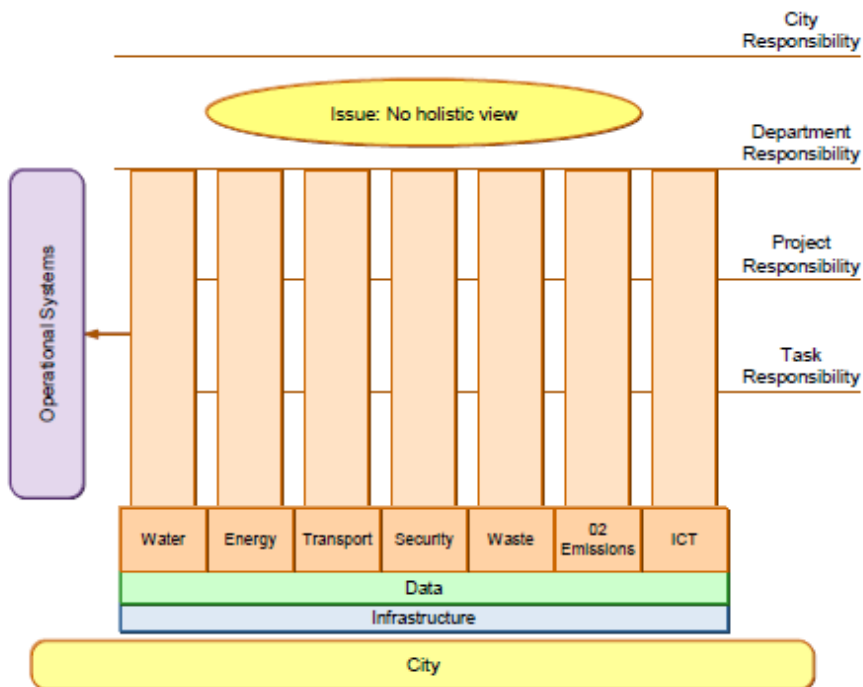 City
Responsibility
Issue: No holistic view
Department
Responsibility
Project
Responsibility
Task
Responsibility
Operational Systems
Water
Energy
Transport
Security
Waste
02
Emissions
ICT
Data
Infrastructure
City